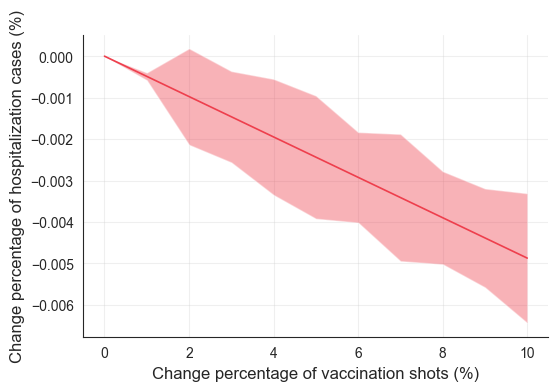 Change percentage of hospitalization cases (%)
0.000
−0.001
−0.002
−0.003
−0.004
−0.005
−0.006
0 2 4 6 8 10
Change percentage of vaccination shots (%)